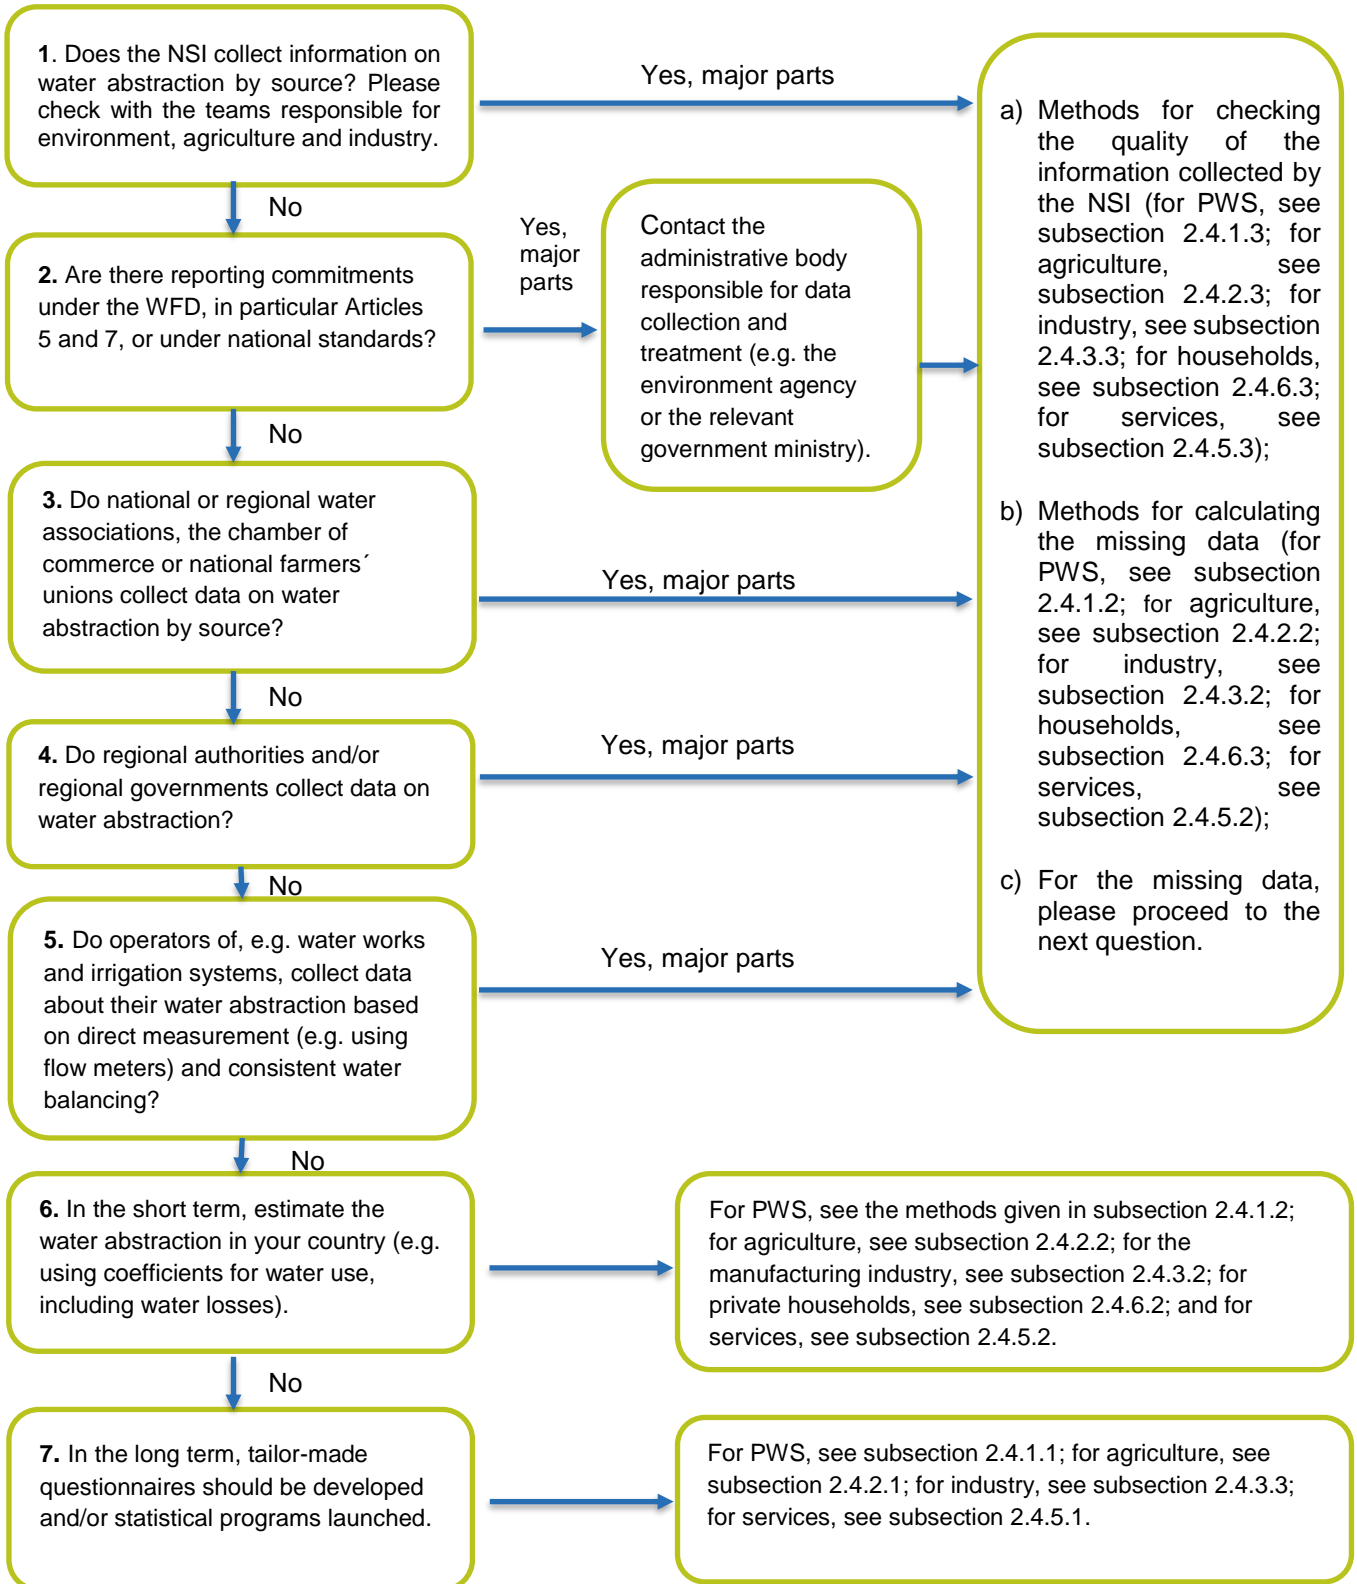 1. Does the NSI collect information on
water abstraction by source? Please
check with the teams responsible for
environment, agriculture and industry.
Yes, major parts
No
2. Are there reporting commitments
under the WFD, in particular Articles
5 and 7, or under national standards?
Yes,
major
parts
Contact the
administrative body
responsible for data
collection and
treatment (e.g. the
environment agency
or the relevant
government ministry).
No
3. Do national or regional water
associations, the chamber of
commerce or national farmers´
unions collect data on water
abstraction by source?
Yes, major parts
No
4. Do regional authorities and/or
regional governments collect data on
water abstraction?
Yes, major parts
No
5. Do operators of, e.g. water works
and irrigation systems, collect data
about their water abstraction based
on direct measurement (e.g. using
flow meters) and consistent water
balancing?
Yes, major parts
a) Methods for checking
the quality of the
information collected by
the NSI (for PWS, see
subsection 2.4.1.3; for
agriculture, see
subsection 2.4.2.3; for
industry, see subsection
2.4.3.3; for households,
see subsection 2.4.6.3;
for services, see
subsection 2.4.5.3);
b) Methods for calculating
the missing data (for
PWS, see subsection
2.4.1.2; for agriculture,
see subsection 2.4.2.2;
for industry, see
subsection 2.4.3.2; for
households, see
subsection 2.4.6.3; for
services, see
subsection 2.4.5.2);
c) For the missing data,
please proceed to the
next question.
No
6. In the short term, estimate the
water abstraction in your country (e.g.
using coefficients for water use,
including water losses).
For PWS, see the methods given in subsection 2.4.1.2;
for agriculture, see subsection 2.4.2.2; for the
manufacturing industry, see subsection 2.4.3.2; for
private households, see subsection 2.4.6.2; and for
services, see subsection 2.4.5.2.
No
7. In the long term, tailor-made
questionnaires should be developed
and/or statistical programs launched.
For PWS, see subsection 2.4.1.1; for agriculture, see
subsection 2.4.2.1; for industry, see subsection 2.4.3.3;
for services, see subsection 2.4.5.1.